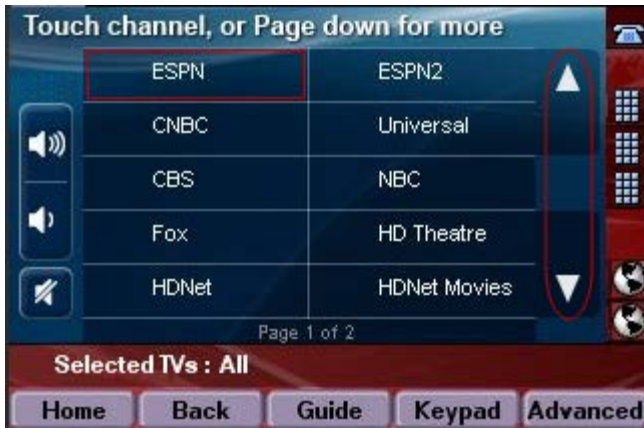 Touch channel, or Page down for more
ESPN ESPN2
CNBC Universal
CBS NBC
Fox HD Theatre
HDNet HDNet Movies
Page 1 of 2
Selected TVs : All
Home Back Guide Keypad Advanced